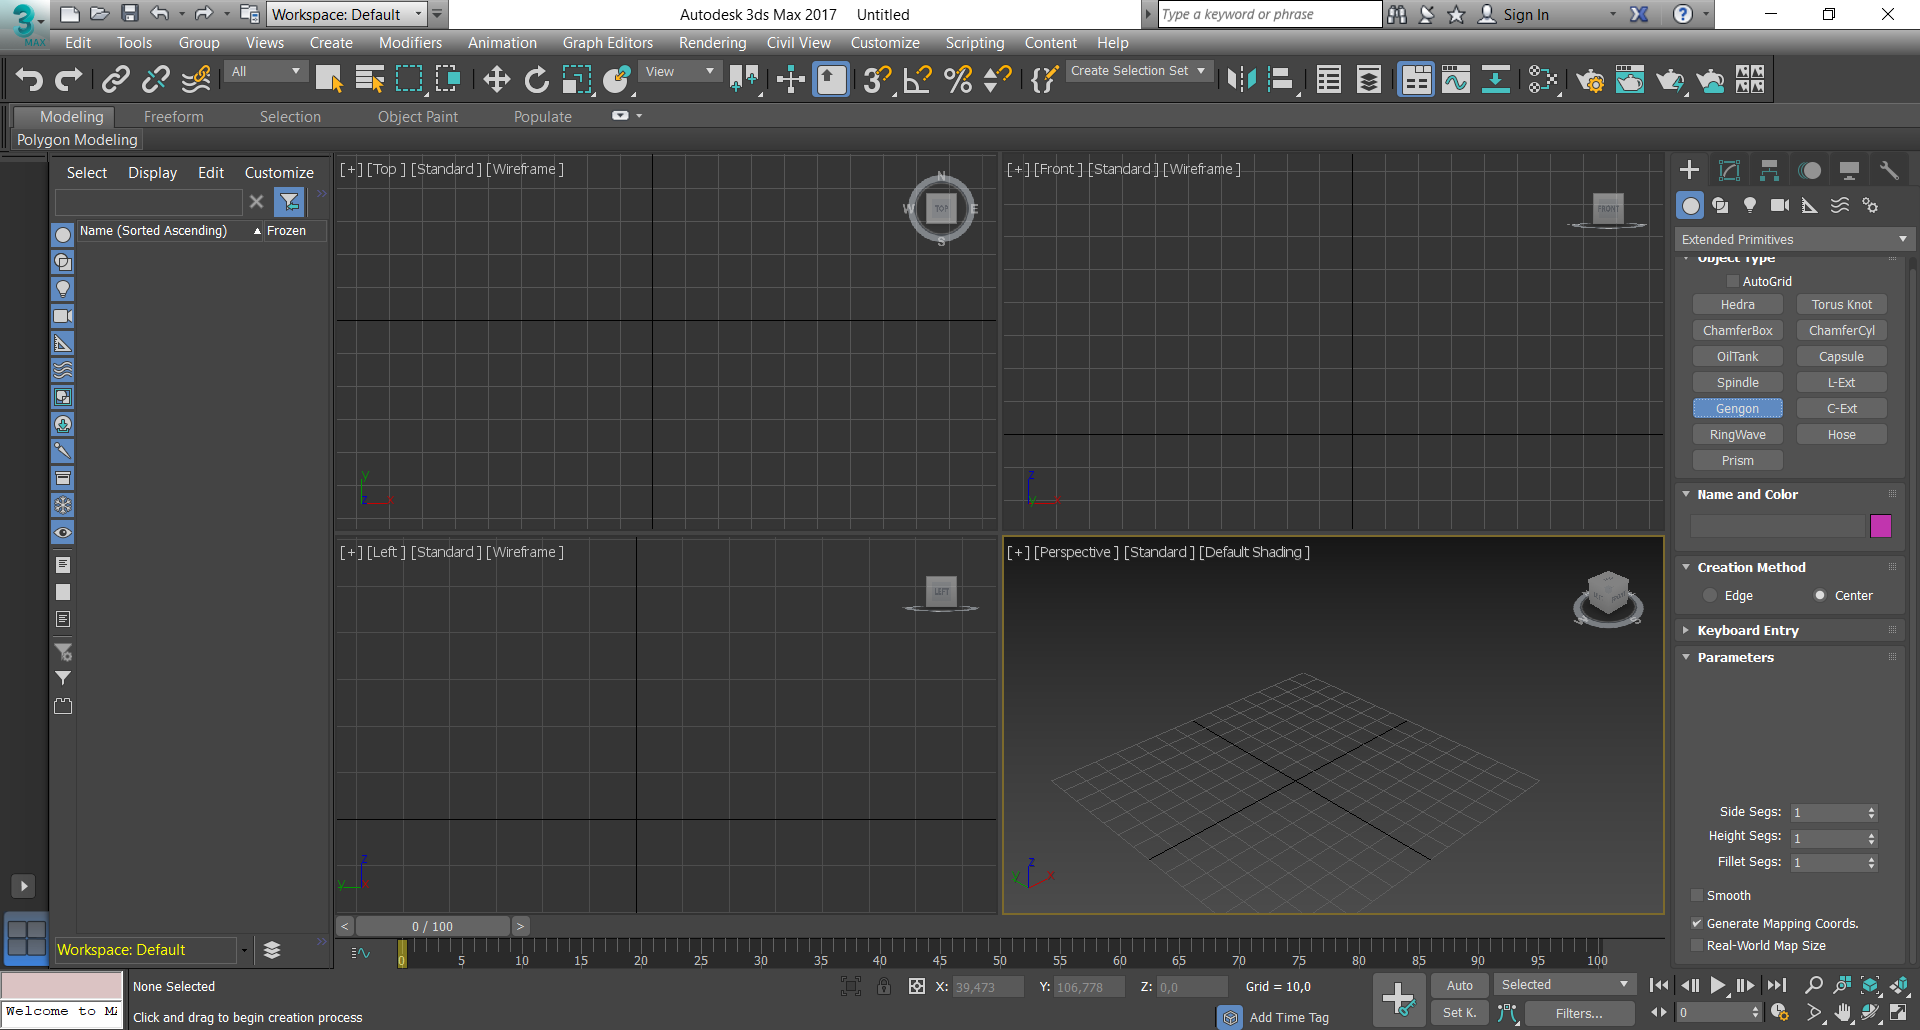 Workspace: Default
Autodesk 3ds Max 2017 Untitled
Type a keyword or phrase
Sign In
3
MAX
Edit Tools Group Views Create Modifiers Animation Graph Editors Rendering Civil View Customize Scripting Content Help
All
View
Create Selection Set
Modeling Freeform Selection Object Paint Populate
Polygon Modeling
Select Display Edit Customize
Name (Sorted Ascending) Frozen
[+] [Top ] [Standard ] [Wireframe ]
N
W TOP E
S
y
z x
[+] [Front ] [Standard ] [Wireframe ]
FRONT
z
y x
[+] [Left ] [Standard ] [Wireframe ]
LEFT
z
y x
[+] [Perspective ] [Standard ] [Default Shading ]
z
y x
Extended Primitives
Object Type
AutoGrid
Hedra Torus Knot
ChamferBox ChamferCyl
OilTank Capsule
Spindle L-Ext
Gengon C-Ext
RingWave Hose
Prism
Name and Color
Creation Method
Edge Center
Keyboard Entry
Parameters
Side Segs: 1
Height Segs: 1
Fillet Segs: 1
Smooth
Generate Mapping Coords.
Real-World Map Size
< 0 / 100 >
Workspace: Default
0 5 10 15 20 25 30 35 40 45 50 55 60 65 70 75 80 85 90 95 100
None Selected
X: 39,473 Y: 106,778 Z: 0,0 Grid = 10,0
Auto Selected
Welcome to MA
Click and drag to begin creation process
Add Time Tag
Set K. Filters...
0